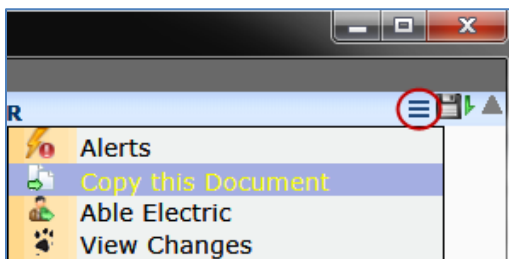 R
Alerts
Copy this Document
Able Electric
View Changes